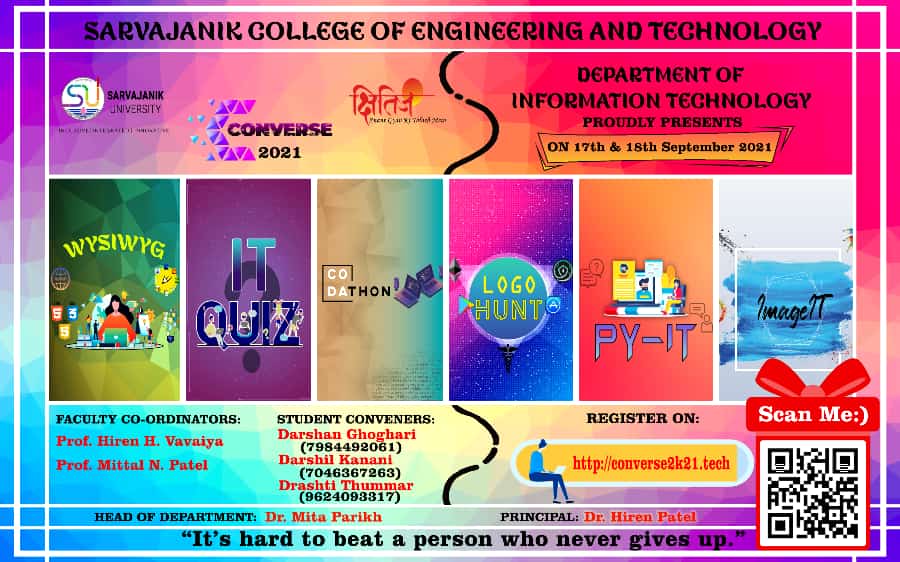 SARVAJANIK COLLEGE OF ENGINEERING AND TECHNOLOGY
SU
SARVAJANIK
UNIVERSITY
CONVERSE
2021
क्षितिज
DEPARTMENT OF
INFORMATION TECHNOLOGY
PROUDLY PRESENTS
ON 17th & 18th September 2021
WYSIWYG
IT
QUIZ
CO
DATHON
LOGO
HUNT
PY-IT
ImageIT
FACULTY CO-ORDINATORS:
Prof. Hiren H. Vavaiya
Prof. Mittal N. Patel
STUDENT CONVENERS:
Darshan Ghoghari
(7984492061)
Darshil Kanani
(7046367263)
Drashti Thummar
(9624093317)
REGISTER ON:
http://converse2k21.tech
Scan Me:)
HEAD OF DEPARTMENT: Dr. Mita Parikh
PRINCIPAL: Dr. Hiren Patel
“It's hard to beat a person who never gives up.”